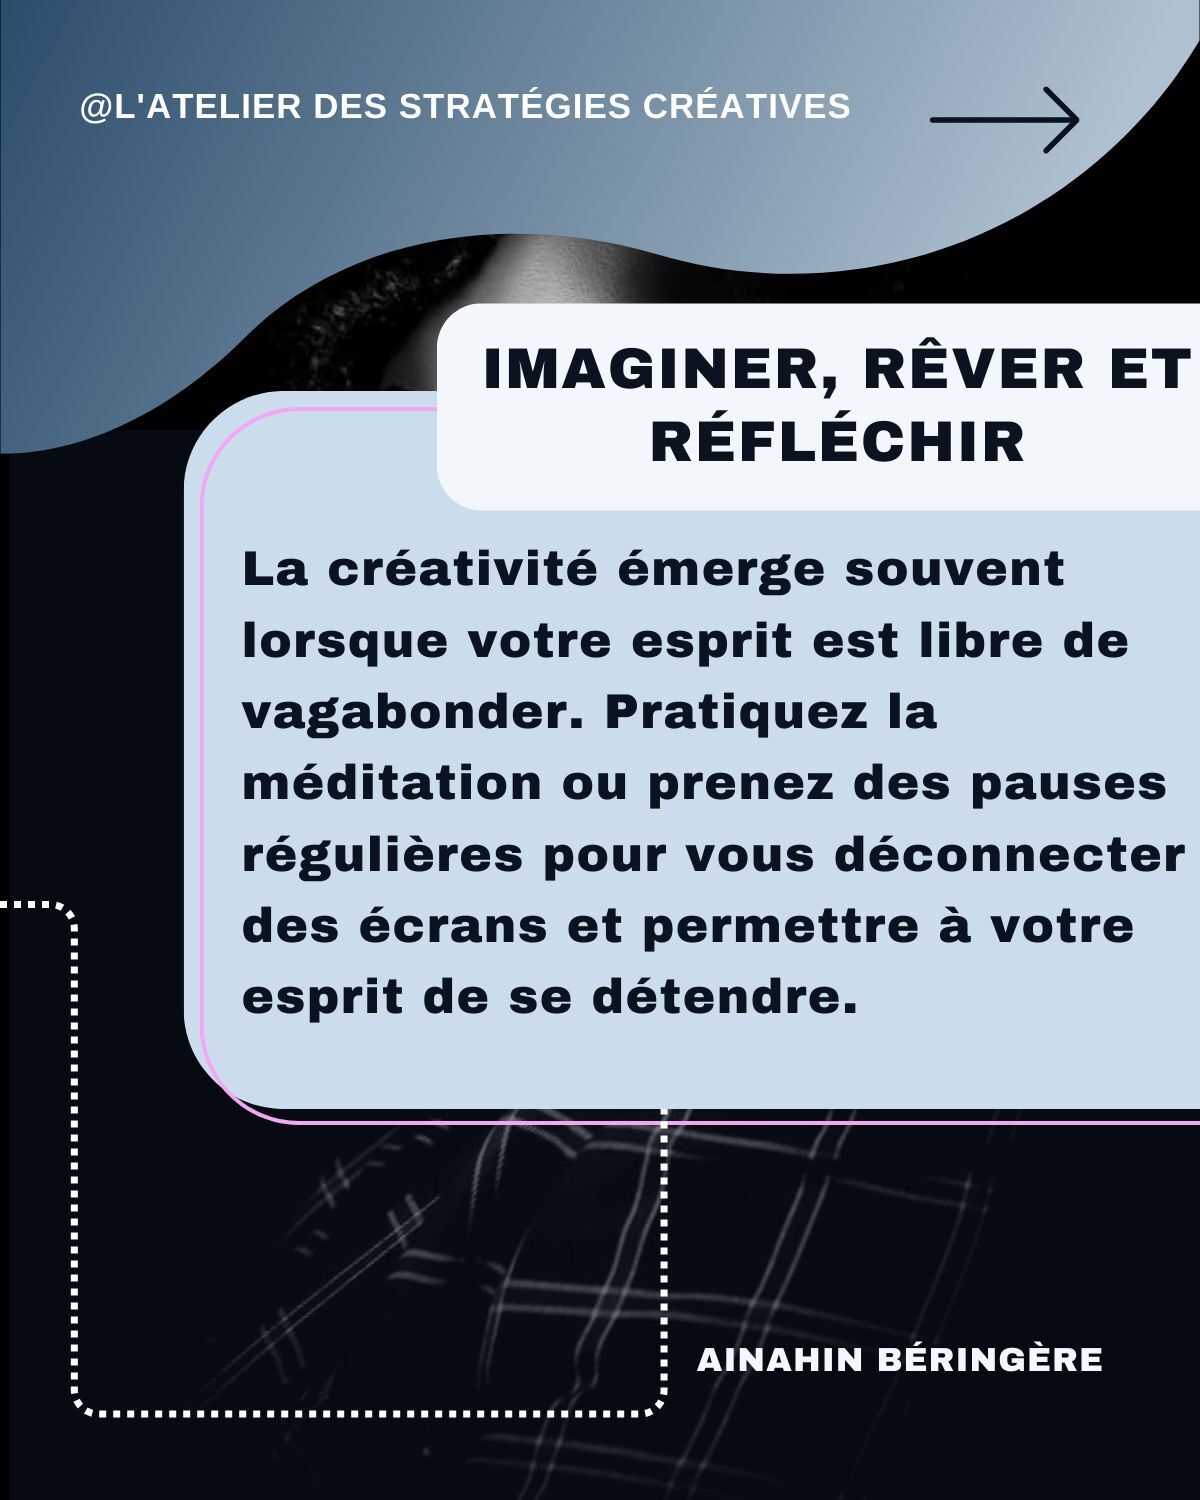 @L'ATELIER DES STRATÉGIES CRÉATIVES
IMAGINER, RÊVER ET
RÉFLÉCHIR
La créativité émerge souvent
lorsque votre esprit est libre de
vagabonder. Pratiquez la
méditation ou prenez des pauses
régulières pour vous déconnecter
des écrans et permettre à votre
esprit de se détendre.
AINAHIN BÉRINGÈRE